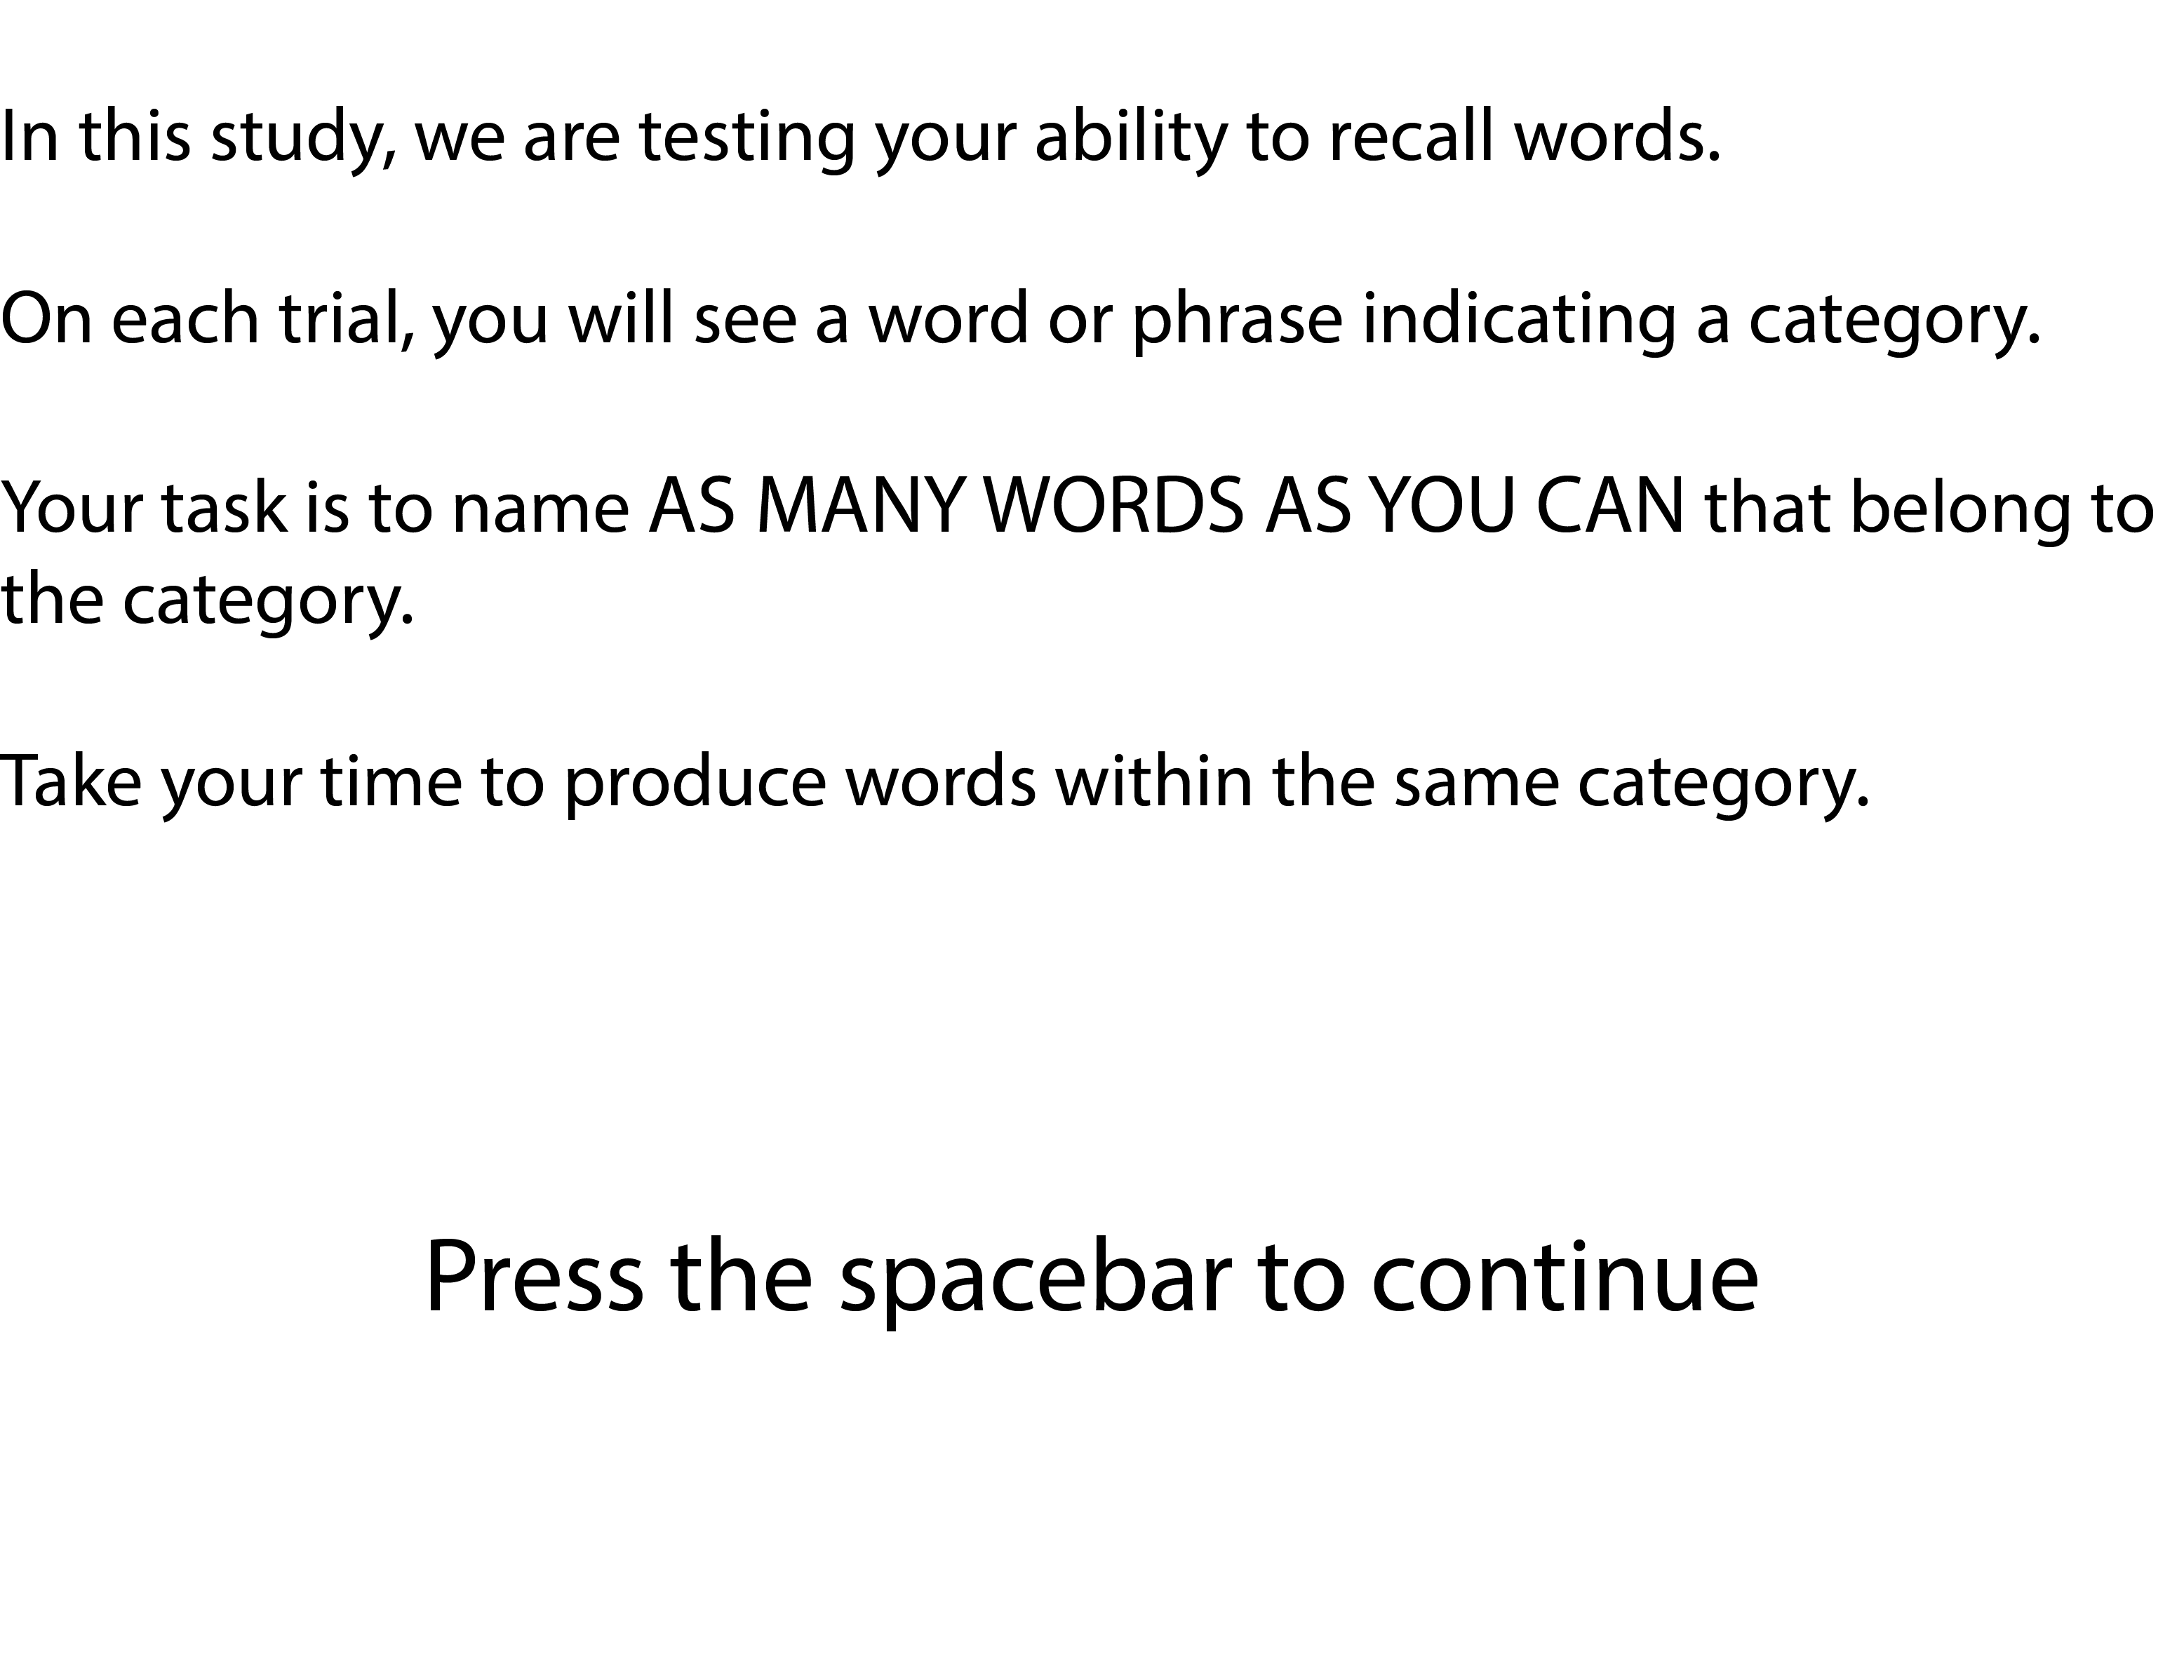 In this study, we are testing your ability to recall words.
On each trial, you will see a word or phrase indicating a category.
Your task is to name AS MANY WORDS AS YOU CAN that belong to
the category.
Take your time to produce words within the same category.
Press the spacebar to continue